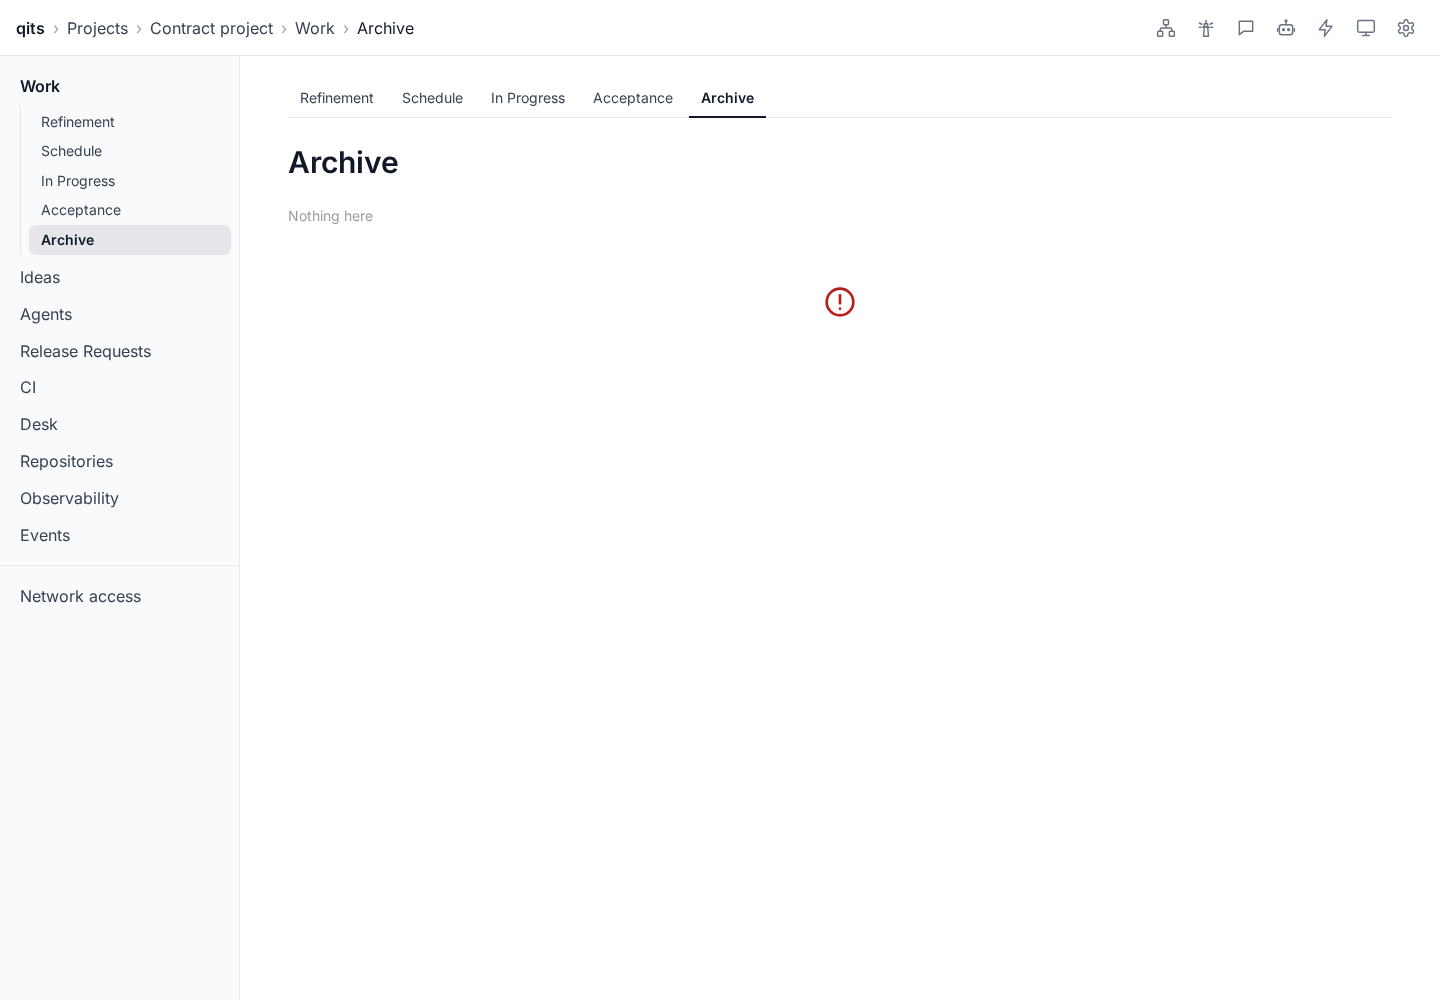 qits › Projects › Contract project › Work › Archive
Work
Refinement
Schedule
In Progress
Acceptance
Archive
Ideas
Agents
Release Requests
CI
Desk
Repositories
Observability
Events
Network access
Refinement Schedule In Progress Acceptance Archive
Archive
Nothing here